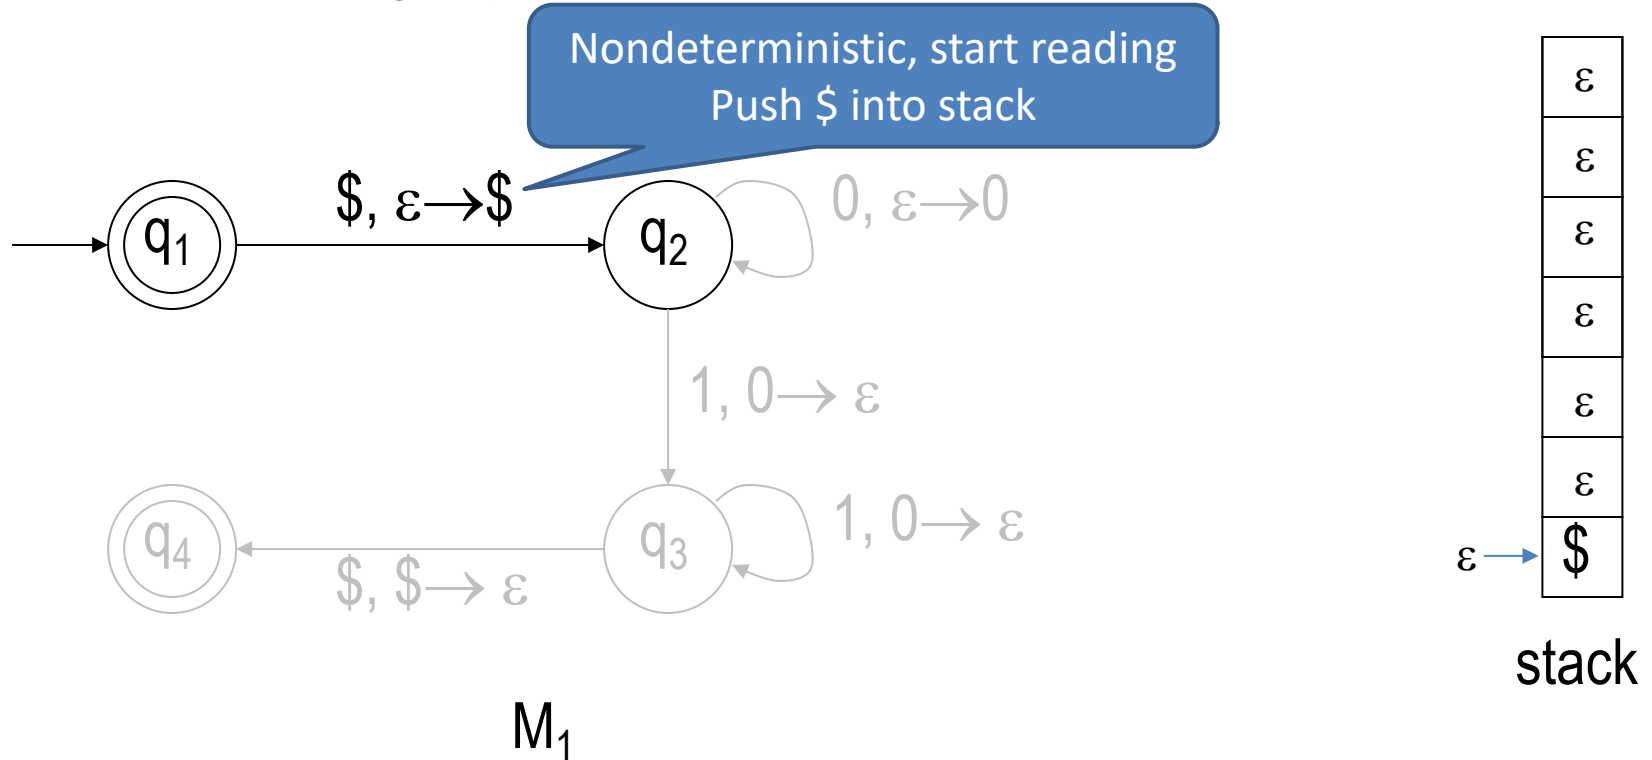 Nondeterministic, start reading
Push $ into stack
q₁
$, ε→$
q₂
0, ε→0
1, 0→ ε
q₄
$, $→ ε
q₃
1, 0→ ε
M₁
ε
ε
ε
ε
ε
ε
ε
$
stack